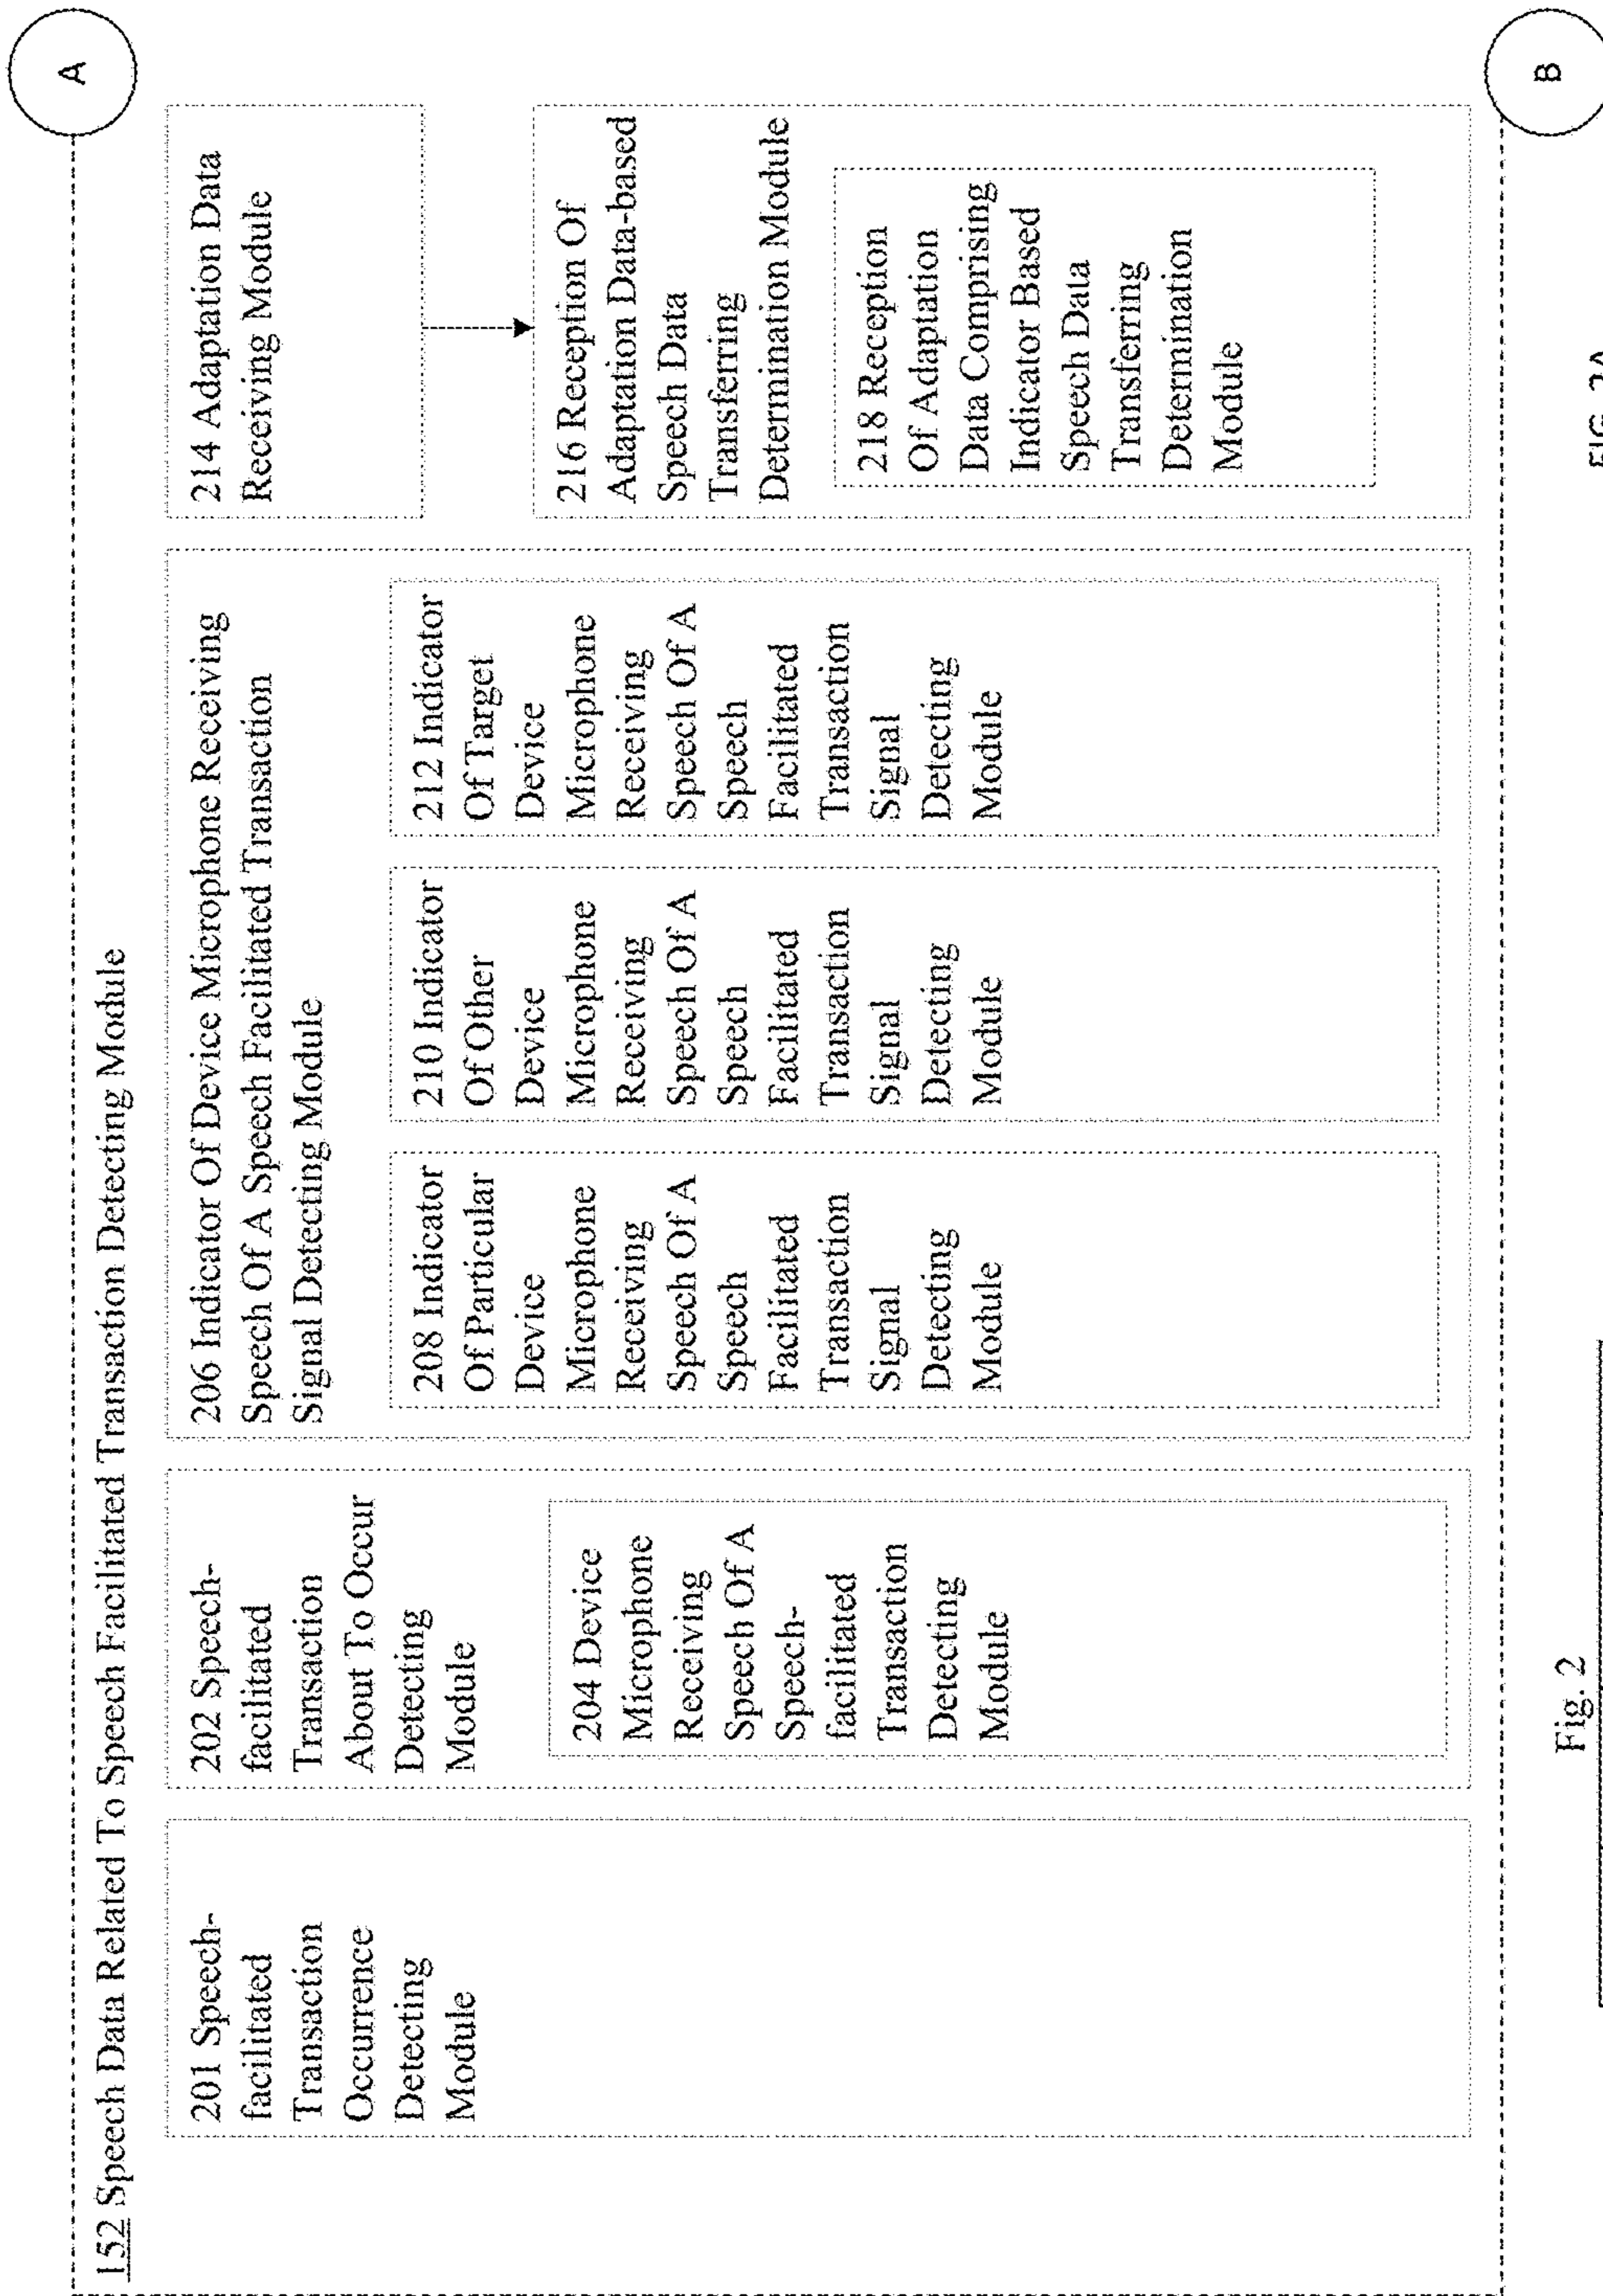 152 Speech Data Related To Speech Facilitated Transaction Detecting Module
A
201 Speech-
facilitated
Transaction
Occurrence
Detecting
Module
202 Speech-
facilitated
Transaction
About To Occur
Detecting
Module
204 Device
Microphone
Receiving
Speech Of A
Speech-
facilitated
Transaction
Detecting
Module
206 Indicator Of Device Microphone Receiving
Speech Of A Speech Facilitated Transaction
Signal Detecting Module
208 Indicator
Of Particular
Device
Microphone
Receiving
Speech Of A
Speech
Facilitated
Transaction
Signal
Detecting
Module
210 Indicator
Of Other
Device
Microphone
Receiving
Speech Of A
Speech
Facilitated
Transaction
Signal
Detecting
Module
212 Indicator
Of Target
Device
Microphone
Receiving
Speech Of A
Speech
Facilitated
Transaction
Signal
Detecting
Module
214 Adaptation Data
Receiving Module
216 Reception Of
Adaptation Data-based
Speech Data
Transferring
Determination Module
218 Reception
Of Adaptation
Data Comprising
Indicator Based
Speech Data
Transferring
Determination
Module
B
Fig. 2
FIG. 2A